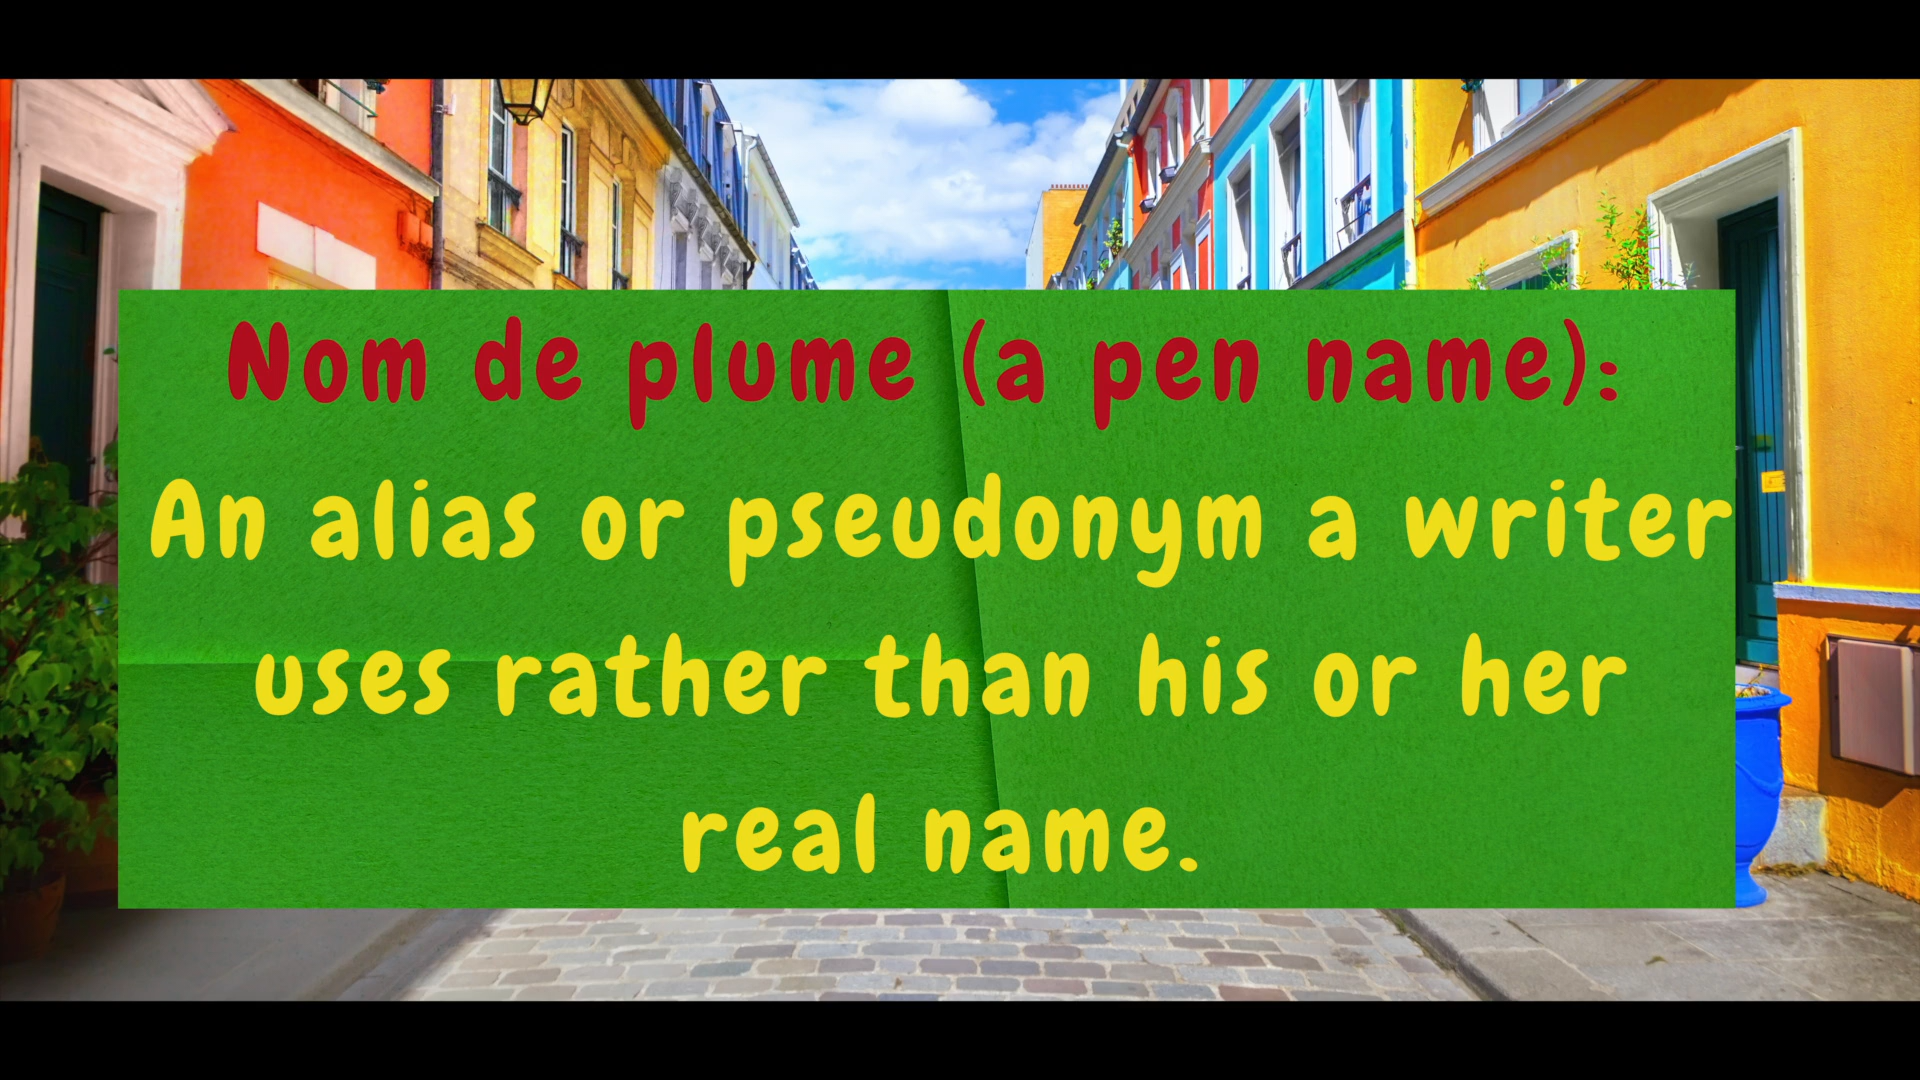 Nom de plume (a pen name):
An alias or pseudonym a writer
uses rather than his or her
real name.